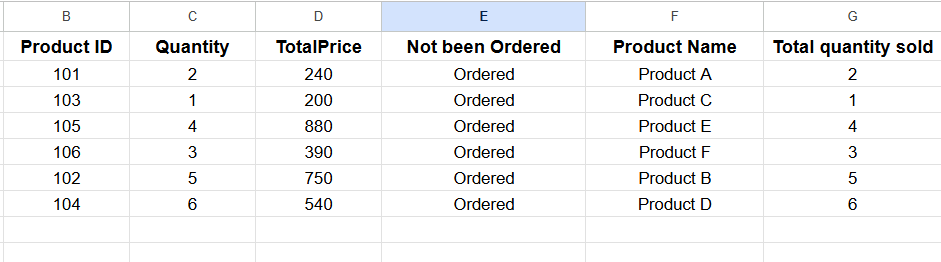 B C D E F G
Product ID Quantity TotalPrice Not been Ordered Product Name Total quantity sold
101 2 240 Ordered Product A 2
103 1 200 Ordered Product C 1
105 4 880 Ordered Product E 4
106 3 390 Ordered Product F 3
102 5 750 Ordered Product B 5
104 6 540 Ordered Product D 6